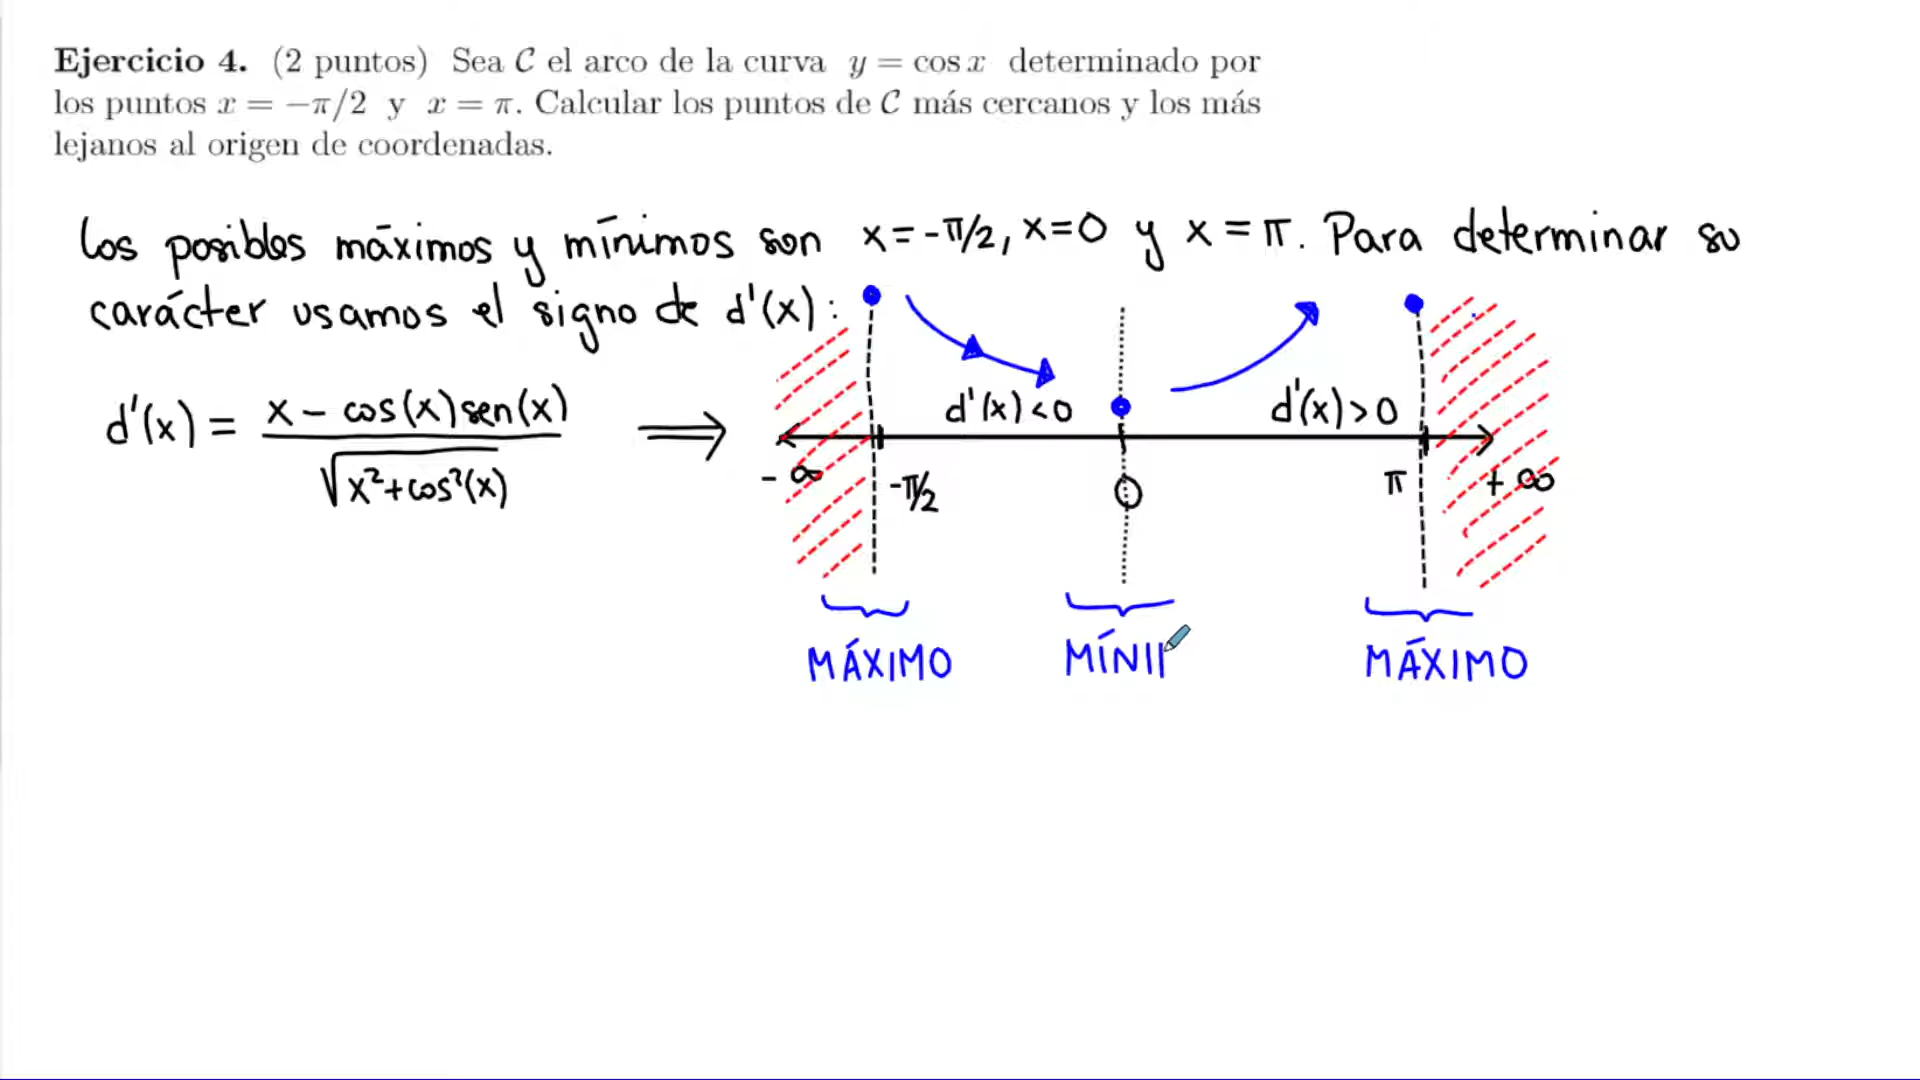 Ejercicio 4. (2 puntos) Sea C el arco de la curva y = cos x determinado por
los puntos x = −π/2 y x = π. Calcular los puntos de C más cercanos y los más
lejanos al origen de coordenadas.
Los posibles máximos y mínimos son x=-π/2, x=0 y x=π. Para determinar su
carácter usamos el signo de d'(x):
d'(x) = (x - cos(x)sen(x)) / √(x²+cos²(x)) ⟹
d'(x)<0 d'(x)>0
-∞ -π/2 0 π +∞
MÁXIMO MÍNI MÁXIMO